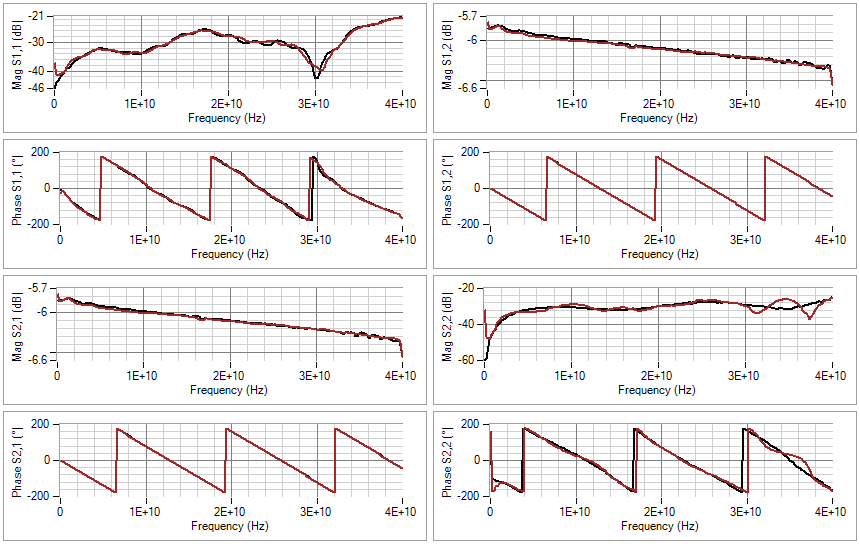 Mag S1,1 [dB]
-21
-30
-40
-46
0
1E+10
2E+10
3E+10
4E+10
Frequency (Hz)
Mag S1,2 [dB]
-5.7
-6
-6.6
0
1E+10
2E+10
3E+10
4E+10
Frequency (Hz)
Phase S1,1 [°]
200
0
-200
0
1E+10
2E+10
3E+10
4E+10
Frequency (Hz)
Phase S1,2 [°]
200
0
-200
0
1E+10
2E+10
3E+10
4E+10
Frequency (Hz)
Mag S2,1 [dB]
-5.7
-6
-6.6
0
1E+10
2E+10
3E+10
4E+10
Frequency (Hz)
Mag S2,2 [dB]
-20
-40
-60
0
1E+10
2E+10
3E+10
4E+10
Frequency (Hz)
Phase S2,1 [°]
200
0
-200
0
1E+10
2E+10
3E+10
4E+10
Frequency (Hz)
Phase S2,2 [°]
200
0
-200
0
1E+10
2E+10
3E+10
4E+10
Frequency (Hz)